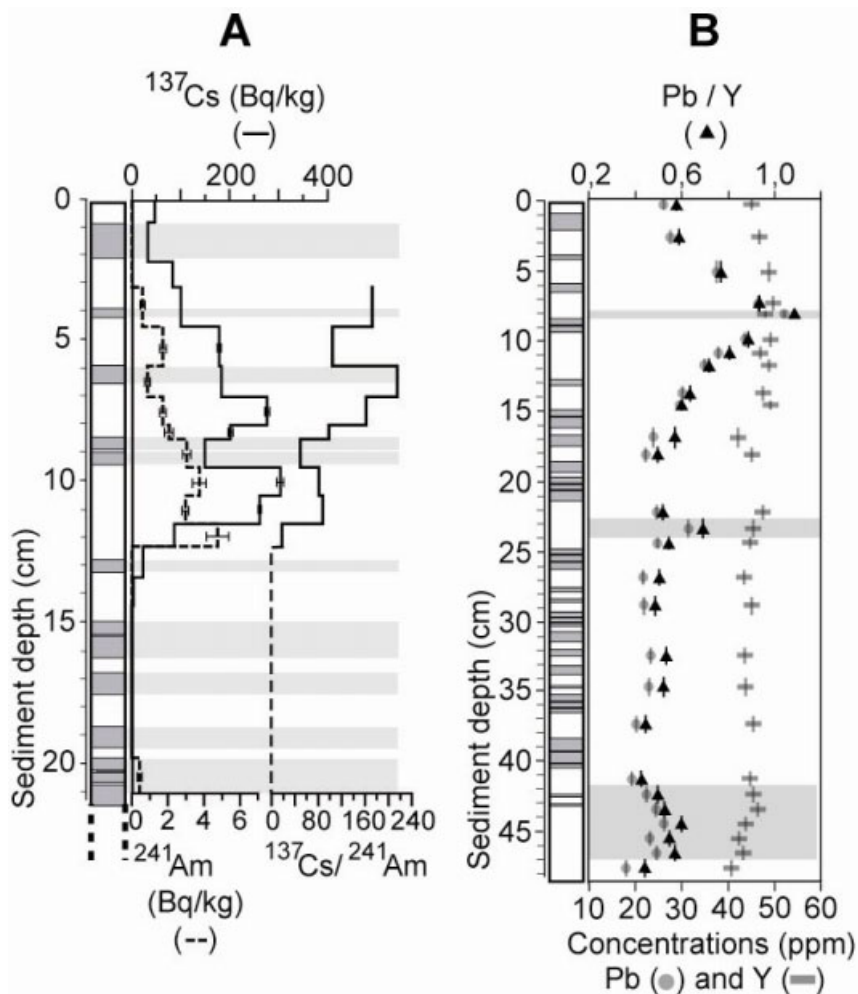 A
B
¹³⁷Cs (Bq/kg)
(—)
Pb / Y
(▲)
0 200 400
0,2 0,6 1,0
0
5
10
15
20
Sediment depth (cm)
0 2 4 6
0 80 160 240
²⁴¹Am
(Bq/kg)
(--)
¹³⁷Cs/ ²⁴¹Am
0
5
10
15
20
25
30
35
40
45
Sediment depth (cm)
10 20 30 40 50 60
Concentrations (ppm)
Pb (●) and Y (—)